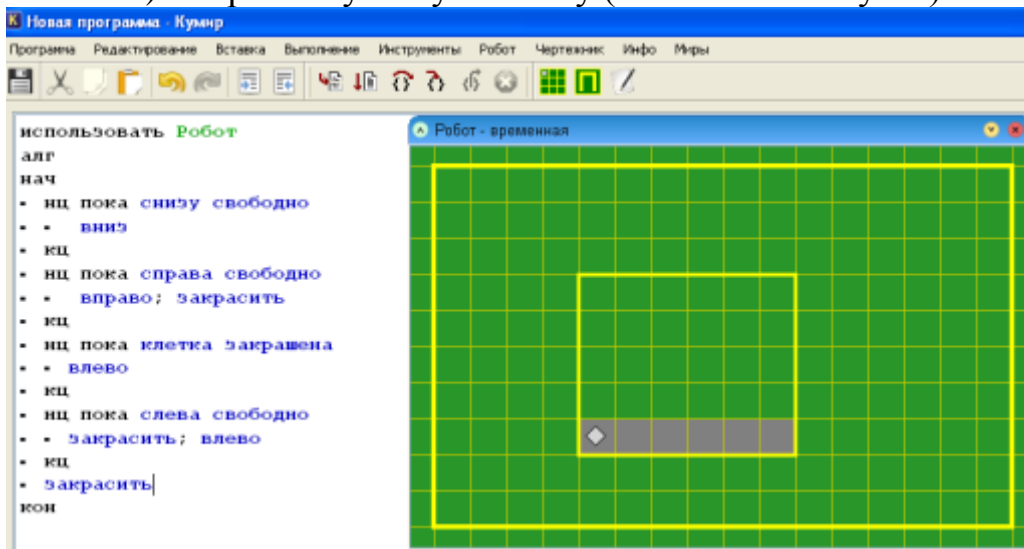 Новая программа - Кумир
Программа Редактирование Вставка Выполнение Инструменты Робот Чертежник Инфо Миры
Робот - временная
использовать Робот
алг
нач
▪ нц пока снизу свободно
▪ ▪ вниз
▪ кц
▪ нц пока справа свободно
▪ ▪ вправо; закрасить
▪ кц
▪ нц пока клетка закрашена
▪ ▪ влево
▪ кц
▪ нц пока слева свободно
▪ ▪ закрасить; влево
▪ кц
▪ закрасить
кон